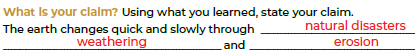 What is your claim? Using what you learned, state your claim.
The earth changes quick and slowly through natural disasters
weathering and erosion